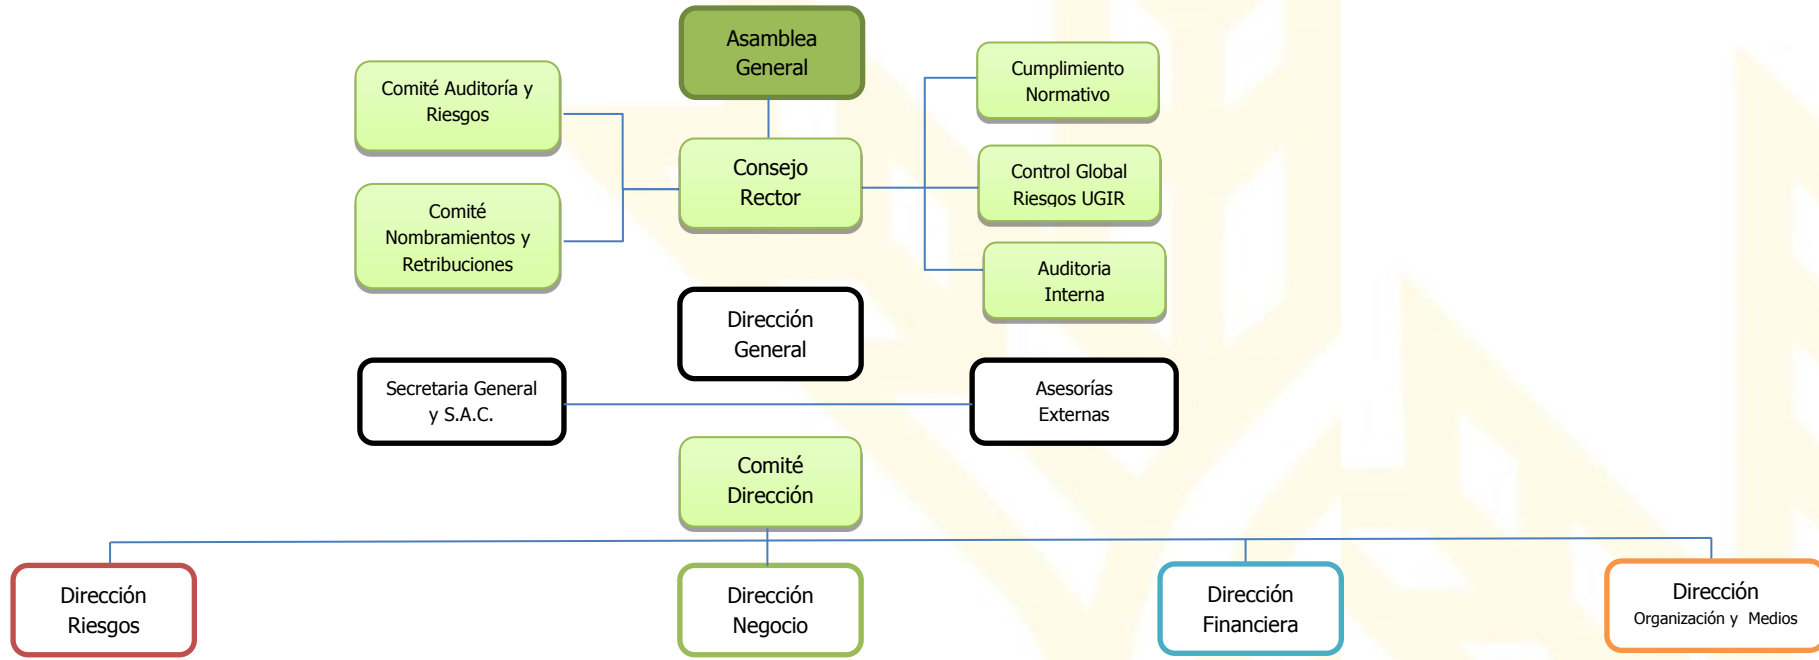 Asamblea
General
Comité Auditoría y
Riesgos
Cumplimiento
Normativo
Consejo
Rector
Control Global
Riesgos UGIR
Comité
Nombramientos y
Retribuciones
Auditoria
Interna
Dirección
General
Secretaria General
y S.A.C.
Asesorías
Externas
Comité
Dirección
Dirección
Riesgos
Dirección
Negocio
Dirección
Financiera
Dirección
Organización y Medios